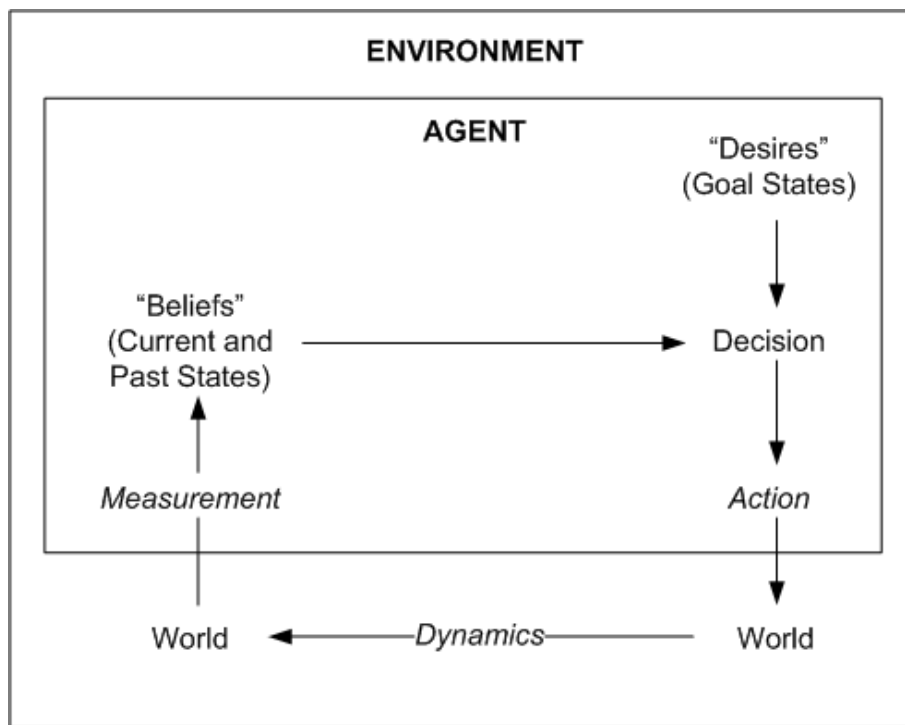 ENVIRONMENT
AGENT
“Desires”
(Goal States)
“Beliefs”
(Current and
Past States)
Decision
Measurement
Action
World
Dynamics
World